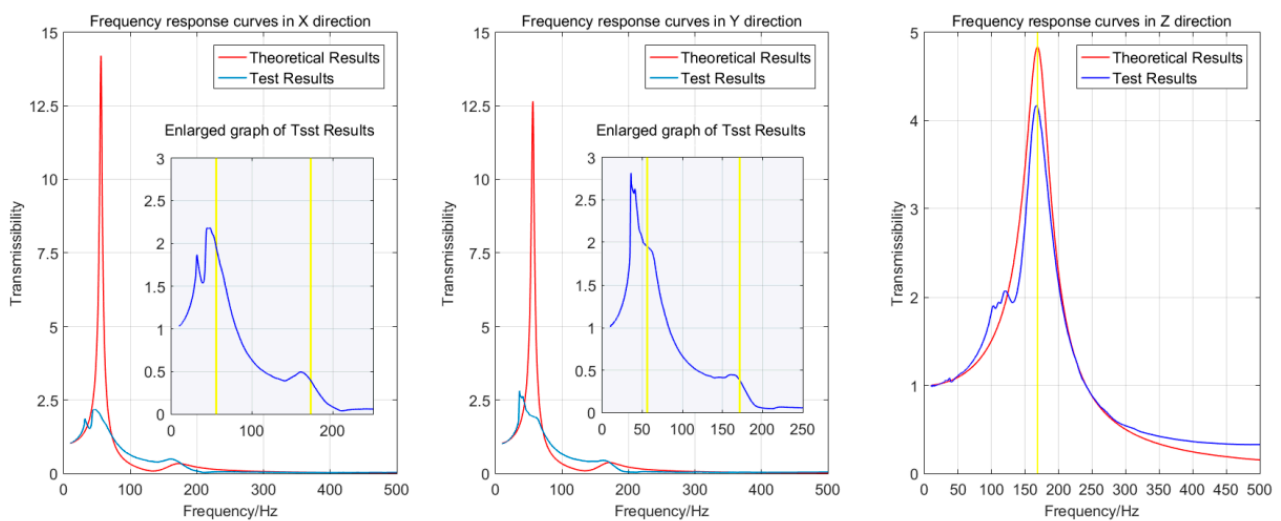 Frequency response curves in X direction
15
12.5
10
7.5
5
2.5
0
Transmissibility
Theoretical Results
Test Results
Enlarged graph of Tsst Results
3
2.5
2
1.5
1
0.5
0
0 100 200
0 100 200 300 400 500
Frequency/Hz
Frequency response curves in Y direction
15
12.5
10
7.5
5
2.5
0
Transmissibility
Theoretical Results
Test Results
Enlarged graph of Tsst Results
3
2.5
2
1.5
1
0.5
0
0 50 100 150 200 250
0 100 200 300 400 500
Frequency/Hz
Frequency response curves in Z direction
5
4
3
2
1
0
Transmissibility
Theoretical Results
Test Results
0 50 100 150 200 250 300 350 400 450 500
Frequency/Hz